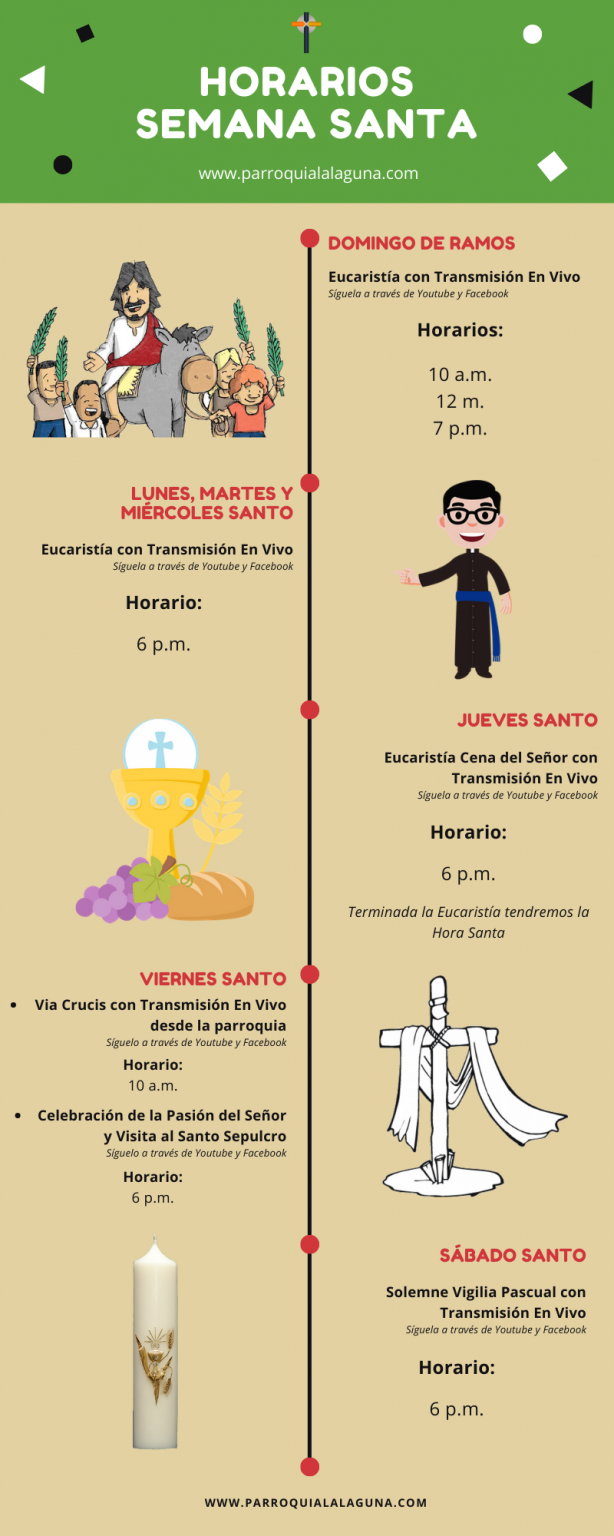 HORARIOS
SEMANA SANTA
www.parroquialalaguna.com
DOMINGO DE RAMOS
Eucaristía con Transmisión En Vivo
Síguela a través de Youtube y Facebook
Horarios:
10 a.m.
12 m.
7 p.m.
LUNES, MARTES Y
MIÉRCOLES SANTO
Eucaristía con Transmisión En Vivo
Síguela a través de Youtube y Facebook
Horario:
6 p.m.
JUEVES SANTO
Eucaristía Cena del Señor con
Transmisión En Vivo
Síguela a través de Youtube y Facebook
Horario:
6 p.m.
Terminada la Eucaristía tendremos la
Hora Santa
VIERNES SANTO
• Via Crucis con Transmisión En Vivo
desde la parroquia
Síguelo a través de Youtube y Facebook
Horario:
10 a.m.
• Celebración de la Pasión del Señor
y Visita al Santo Sepulcro
Síguelo a través de Youtube y Facebook
Horario:
6 p.m.
SÁBADO SANTO
Solemne Vigilia Pascual con
Transmisión En Vivo
Síguela a través de Youtube y Facebook
Horario:
6 p.m.
WWW.PARROQUIALALAGUNA.COM